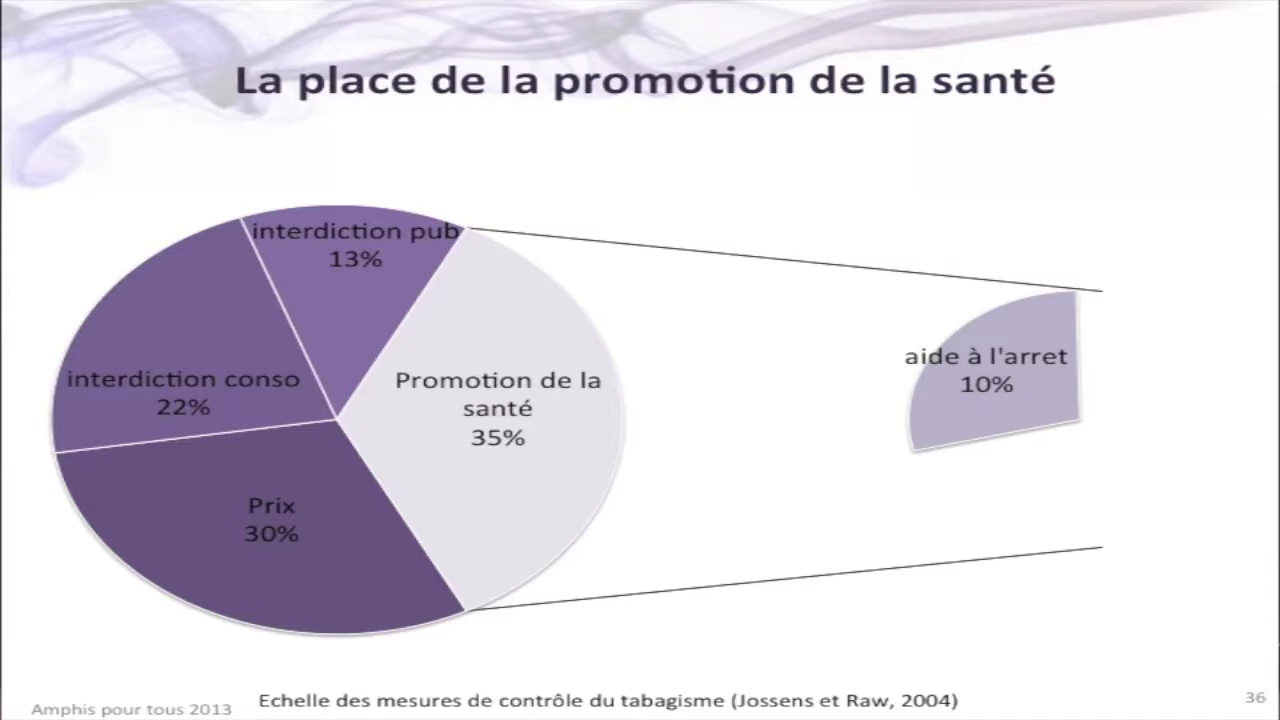 La place de la promotion de la santé
interdiction pub
13%
interdiction conso
22%
Promotion de la
santé
35%
Prix
30%
aide à l'arret
10%
Echelle des mesures de contrôle du tabagisme (Jossens et Raw, 2004)
Amphis pour tous 2013
36